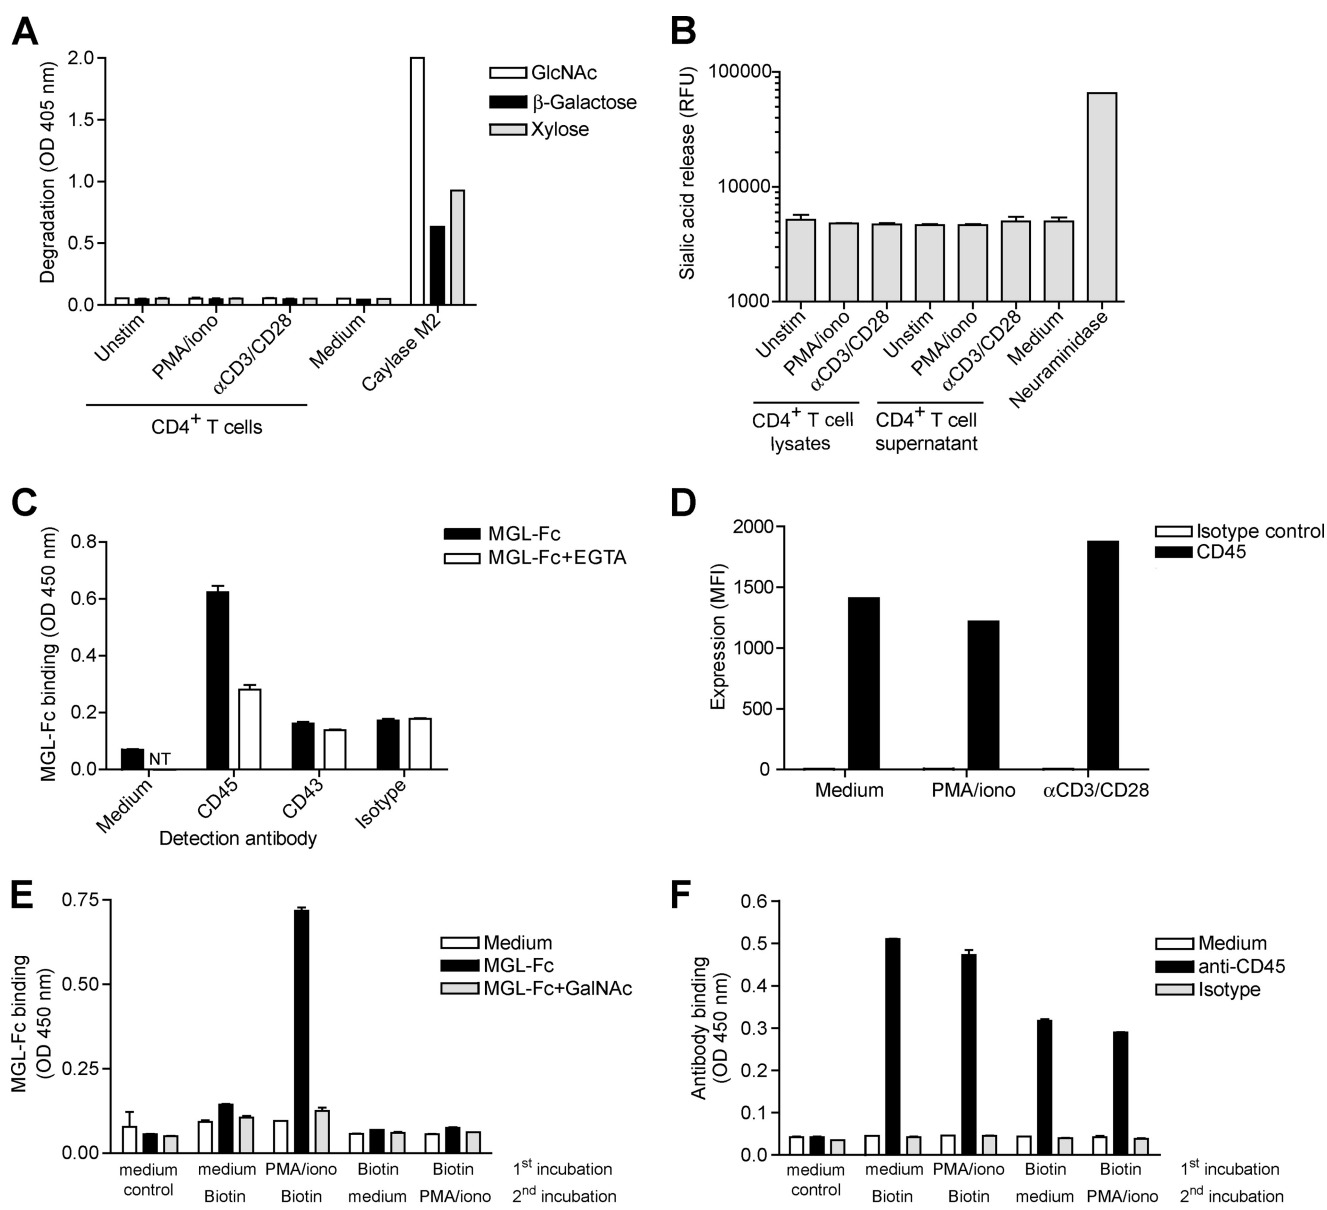 A
Degradation (OD 405 nm)
2.0
1.5
1.0
0.5
0.0
GlcNAc
β-Galactose
Xylose
Unstim
PMA/iono
αCD3/CD28
Medium
Caylase M2
CD4+ T cells
B
Sialic acid release (RFU)
100000
10000
1000
Unstim
PMA/iono
αCD3/CD28
Unstim
PMA/iono
αCD3/CD28
Medium
Neuraminidase
CD4+ T cell
lysates
CD4+ T cell
supernatant
C
MGL-Fc binding (OD 450 nm)
0.8
0.6
0.4
0.2
0.0
MGL-Fc
MGL-Fc+EGTA
NT
Medium
CD45
CD43
Isotype
Detection antibody
D
Expression (MFI)
2000
1500
1000
500
0
Isotype control
CD45
Medium
PMA/iono
αCD3/CD28
E
MGL-Fc binding
(OD 450 nm)
0.75
0.50
0.25
0.00
Medium
MGL-Fc
MGL-Fc+GalNAc
medium
control
medium PMA/iono Biotin Biotin 1st incubation
Biotin Biotin medium PMA/iono 2nd incubation
F
Antibody binding
(OD 450 nm)
0.6
0.5
0.4
0.3
0.2
0.1
0.0
Medium
anti-CD45
Isotype
medium
control
medium PMA/iono Biotin Biotin 1st incubation
Biotin Biotin medium PMA/iono 2nd incubation